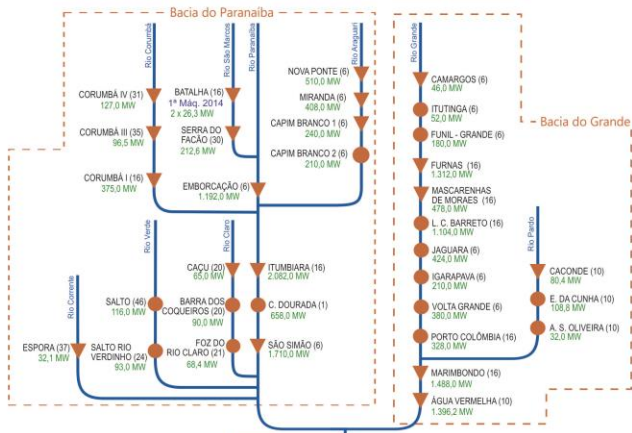 Bacia do Paranaíba
Rio Corumbá
Rio São Marcos
Rio Paranaíba
Rio Araguari
Rio Grande
CORUMBÁ IV (31)
127,0 MW
CORUMBÁ III (35)
96,5 MW
CORUMBÁ I (16)
375,0 MW
BATALHA (16)
1ª Máq. 2014
2 x 26,3 MW
SERRA DO
FACÃO (30)
212,6 MW
EMBORCAÇÃO (6)
1.192,0 MW
NOVA PONTE (6)
510,0 MW
MIRANDA (6)
408,0 MW
CAPIM BRANCO 1 (6)
240,0 MW
CAPIM BRANCO 2 (6)
210,0 MW
Rio Verde
Rio Claro
Rio Corrente
CAÇU (20)
65,0 MW
ITUMBIARA (16)
2.082,0 MW
SALTO (46)
116,0 MW
BARRA DOS
COQUEIROS (20)
90,0 MW
C. DOURADA (1)
658,0 MW
ESPORA (37)
32,1 MW
SALTO RIO
VERDINHO (24)
93,0 MW
FOZ DO
RIO CLARO (21)
68,4 MW
SÃO SIMÃO (6)
1.710,0 MW
CAMARGOS (6)
46,0 MW
ITUTINGA (6)
52,0 MW
FUNIL - GRANDE (6)
180,0 MW
Bacia do Grande
FURNAS (16)
1.312,0 MW
MASCARENHAS
DE MORAES (16)
478,0 MW
L. C. BARRETO (16)
1.104,0 MW
JAGUARA (6)
424,0 MW
IGARAPAVA (6)
210,0 MW
VOLTA GRANDE (6)
380,0 MW
PORTO COLÔMBIA (16)
328,0 MW
Rio Pardo
CACONDE (10)
80,4 MW
E. DA CUNHA (10)
108,8 MW
A. S. OLIVEIRA (10)
32,0 MW
MARIMBONDO (16)
1.488,0 MW
ÁGUA VERMELHA (10)
1.396,2 MW